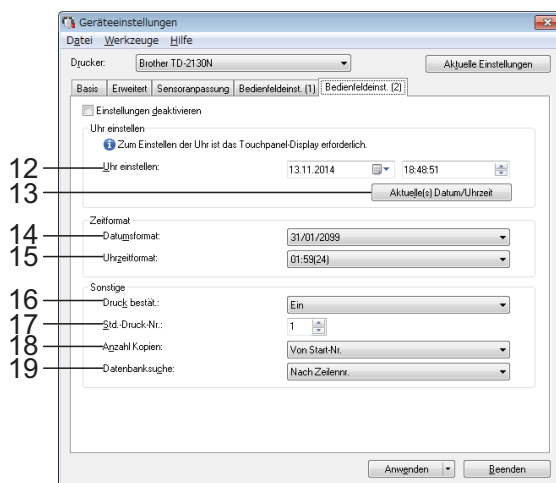 Geräteeinstellungen
Datei Werkzeuge Hilfe
Drucker: Brother TD-2130N Aktuelle Einstellungen
Basis Erweitert Sensoranpassung Bedienfeldeinst. (1) Bedienfeldeinst. (2)
Einstellungen deaktivieren
Uhr einstellen
Zum Einstellen der Uhr ist das Touchpanel-Display erforderlich.
12 Uhr einstellen: 13.11.2014 18:48:51
13 Aktuelle(s) Datum/Uhrzeit
Zeitformat
14 Datumsformat: 31/01/2099
15 Uhrzeitformat: 01:59(24)
Sonstige
16 Druck bestät.: Ein
17 Std.-Druck-Nr.: 1
18 Anzahl Kopien: Von Start-Nr.
19 Datenbanksuche: Nach Zeilennr.
Anwenden Beenden